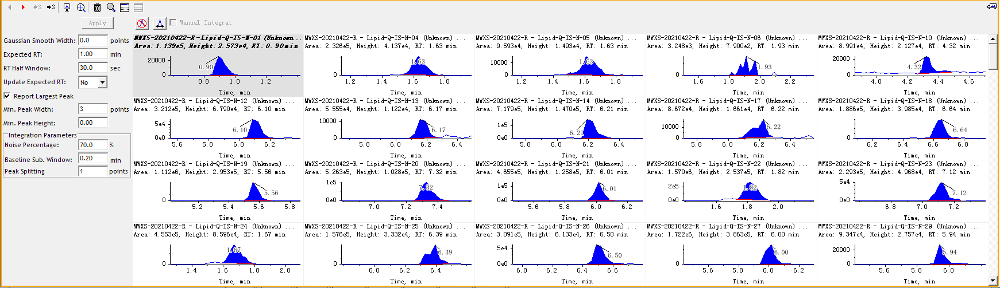 Apply
Manual Integrat
Gaussian Smooth Width: 0.0 points
Expected RT: 1.00 min
RT Half Window: 30.0 sec
Update Expected RT: No
Report Largest Peak
Min. Peak Width: 3 points
Min. Peak Height: 0.00
Integration Parameters
Noise Percentage: 70.0 %
Baseline Sub. Window: 0.20 min
Peak Splitting 1 points
MWXS-20210422-R - Lipid-Q-IS-N-01 (Unknown...
Area: 1.139e5, Height: 2.573e4, RT: 0.90 min
20000
0.90
0
0.8 1.0 1.2
Time, min
MWXS-20210422-R - Lipid-Q-IS-N-04 (Unknown) ...
Area: 2.326e5, Height: 4.137e4, RT: 1.63 min
1.63
0
1.2 1.4 1.6 1.8
Time, min
MWXS-20210422-R - Lipid-Q-IS-N-05 (Unknown) ...
Area: 9.593e4, Height: 1.493e4, RT: 1.63 min
10000
1.63
0
1.2 1.4 1.6 1.8
Time, min
MWXS-20210422-R - Lipid-Q-IS-N-06 (Unknown) ...
Area: 3.248e3, Height: 7.900e2, RT: 1.93 min
1.93
0
1.6 1.8 2.0 2.2
Time, min
MWXS-20210422-R - Lipid-Q-IS-N-10 (Unknown) ...
Area: 8.991e4, Height: 2.127e4, RT: 4.32 min
20000
4.32
0
4.0 4.2 4.4 4.6
Time, min
MWXS-20210422-R - Lipid-Q-IS-N-12 (Unknown) ...
Area: 3.212e5, Height: 6.790e4, RT: 6.10 min
5e4
6.10
0e0
5.6 5.8 6.0 6.2
Time, min
MWXS-20210422-R - Lipid-Q-IS-N-13 (Unknown) ...
Area: 5.555e4, Height: 1.122e4, RT: 6.17 min
10000
6.17
0
5.8 6.0 6.2 6.4
Time, min
MWXS-20210422-R - Lipid-Q-IS-N-14 (Unknown) ...
Area: 7.179e5, Height: 1.470e5, RT: 6.21 min
1e5
6.21
0e0
5.8 6.0 6.2 6.4
Time, min
MWXS-20210422-R - Lipid-Q-IS-N-17 (Unknown) ...
Area: 8.672e4, Height: 1.661e4, RT: 6.22 min
10000
6.22
0
5.8 6.0 6.2 6.4
Time, min
MWXS-20210422-R - Lipid-Q-IS-N-18 (Unknown) ...
Area: 1.886e5, Height: 3.985e4, RT: 6.64 min
6.64
0
6.2 6.4 6.6 6.8
Time, min
MWXS-20210422-R - Lipid-Q-IS-N-19 (Unknown) ...
Area: 1.112e6, Height: 2.953e5, RT: 5.56 min
5.56
0
5.2 5.4 5.6 5.8
Time, min
MWXS-20210422-R - Lipid-Q-IS-N-20 (Unknown) ...
Area: 5.263e5, Height: 1.028e5, RT: 7.32 min
1e5
7.32
0e0
7.0 7.2 7.4
Time, min
MWXS-20210422-R - Lipid-Q-IS-N-21 (Unknown) ...
Area: 4.655e5, Height: 1.258e5, RT: 6.01 min
1e5
6.01
0e0
5.6 5.8 6.0 6.2
Time, min
MWXS-20210422-R - Lipid-Q-IS-N-22 (Unknown) ...
Area: 1.570e6, Height: 2.537e5, RT: 1.82 min
2e5
1.82
0e0
1.6 1.8 2.0
Time, min
MWXS-20210422-R - Lipid-Q-IS-N-23 (Unknown) ...
Area: 2.293e5, Height: 4.968e4, RT: 7.12 min
5e4
7.12
0e0
6.8 7.0 7.2
Time, min
MWXS-20210422-R - Lipid-Q-IS-N-24 (Unknown) ...
Area: 4.553e5, Height: 8.596e4, RT: 1.67 min
1.67
0
1.4 1.6 1.8 2.0
Time, min
MWXS-20210422-R - Lipid-Q-IS-N-25 (Unknown) ...
Area: 1.576e5, Height: 3.332e4, RT: 6.39 min
6.39
0
6.0 6.2 6.4
Time, min
MWXS-20210422-R - Lipid-Q-IS-N-26 (Unknown) ...
Area: 3.091e5, Height: 6.133e4, RT: 6.50 min
5e4
6.50
0e0
6.0 6.2 6.4 6.6
Time, min
MWXS-20210422-R - Lipid-Q-IS-N-27 (Unknown) ...
Area: 1.722e6, Height: 3.863e5, RT: 6.00 min
6.00
0
5.6 5.8 6.0 6.2
Time, min
MWXS-20210422-R - Lipid-Q-IS-N-29 (Unknown) ...
Area: 9.347e4, Height: 2.757e4, RT: 5.94 min
20000
5.94
0
5.6 5.8 6.0
Time, min